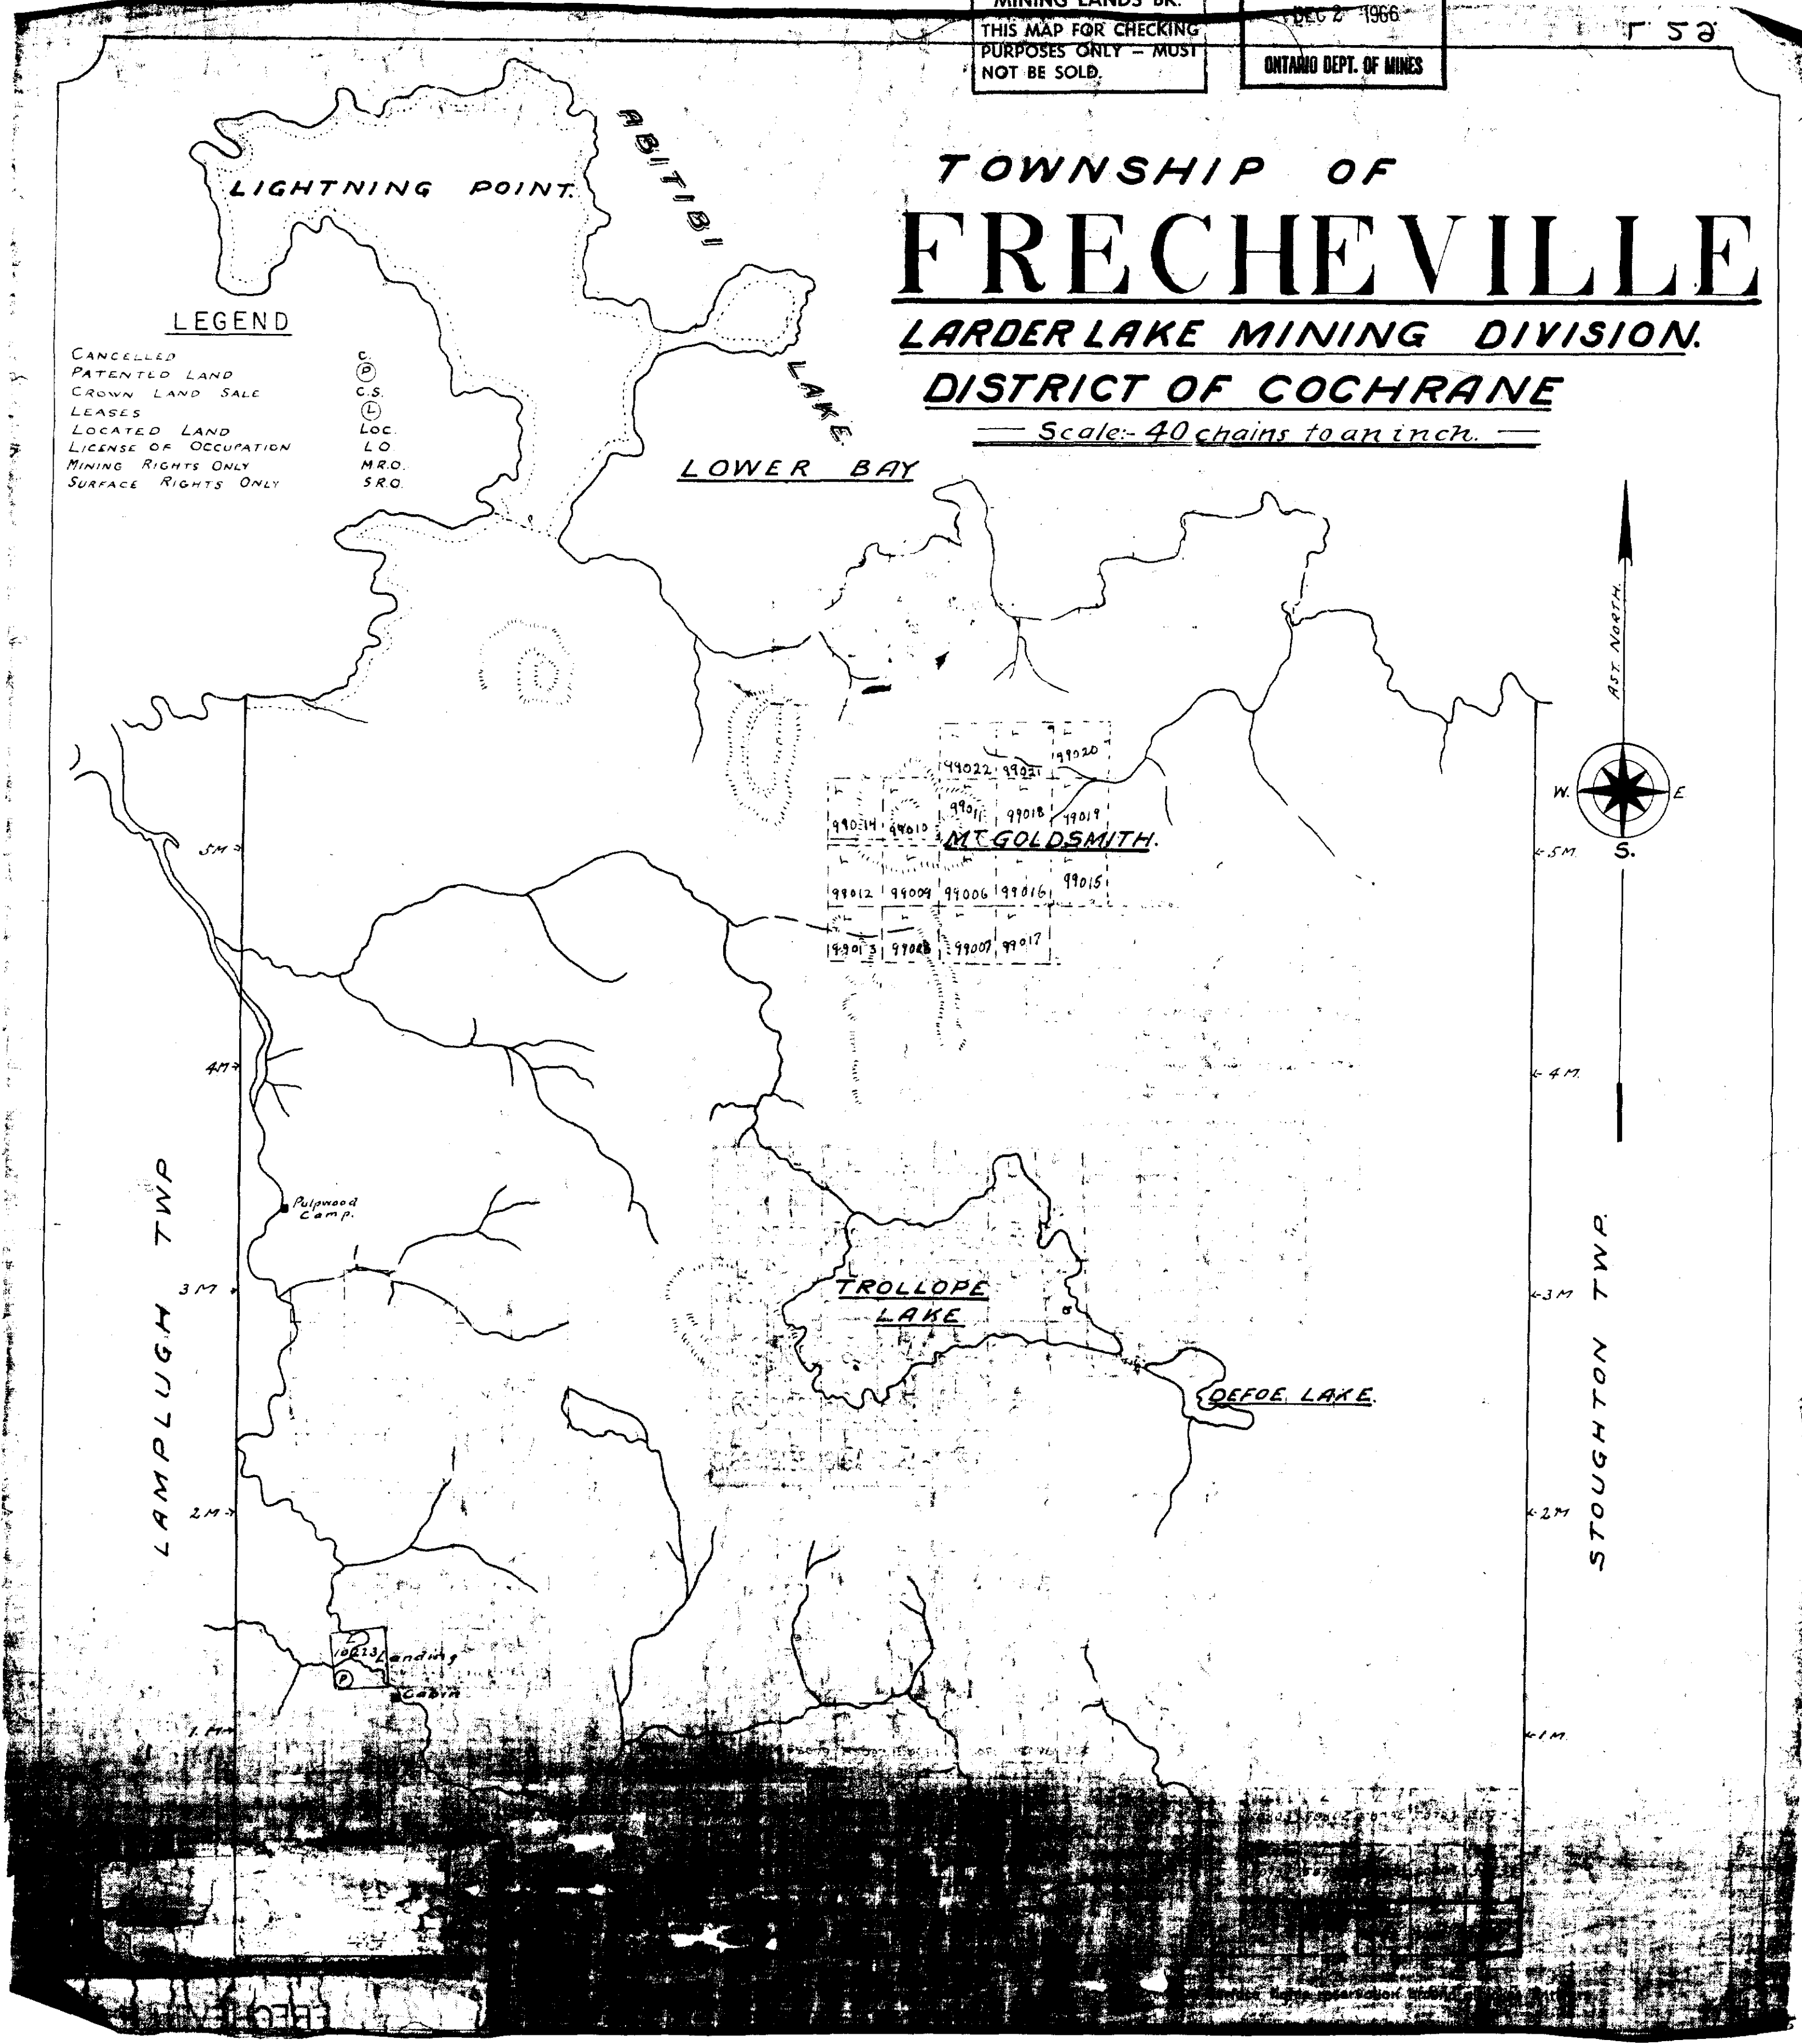 MINING LANDS BR.
THIS MAP FOR CHECKING
PURPOSES ONLY — MUST
NOT BE SOLD.
DEC 2 1966
ONTARIO DEPT. OF MINES
TOWNSHIP OF
FRECHEVILLE
LARDER LAKE MINING DIVISION.
DISTRICT OF COCHRANE
Scale:- 40 chains to an inch.
ABITIBI
LAKE
LIGHTNING POINT.
LOWER BAY
LEGEND
CANCELLED C.
PATENTED LAND P
CROWN LAND SALE C.S.
LEASES L
LOCATED LAND Loc.
LICENSE OF OCCUPATION L O
MINING RIGHTS ONLY M R.O.
SURFACE RIGHTS ONLY S R.O.
AST. NORTH.
W. E
S.
99022 99021 99020
99014 99010 99011 99018 99019
MT GOLDSMITH.
99012 99009 99006 99016 99015
99013 99008 99007 99017
5M
5M
4M
4M.
Pulpwood
Camp.
3M
3M
TROLLOPE
LAKE
DEFOE LAKE.
2M
2M
LAMPLUGH TWP
STOUGHTON TWP.
Landing
P
Cabin
1M
1M.